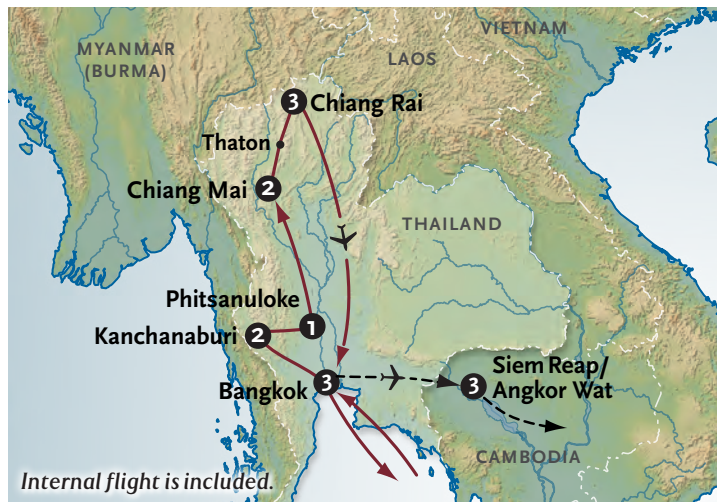 VIETNAM
MYANMAR
(BURMA)
LAOS
3 Chiang Rai
Thaton
Chiang Mai 2
THAILAND
Phitsanuloke 1
Kanchanaburi 2
Siem Reap/
Angkor Wat
3
Bangkok 3
CAMBODIA
Internal flight is included.